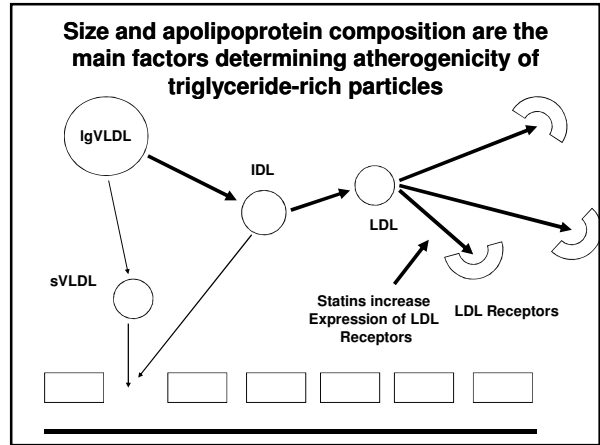 Size and apolipoprotein composition are the
main factors determining atherogenicity of
triglyceride-rich particles
lgVLDL
IDL
LDL
sVLDL
Statins increase
Expression of LDL
Receptors
LDL Receptors